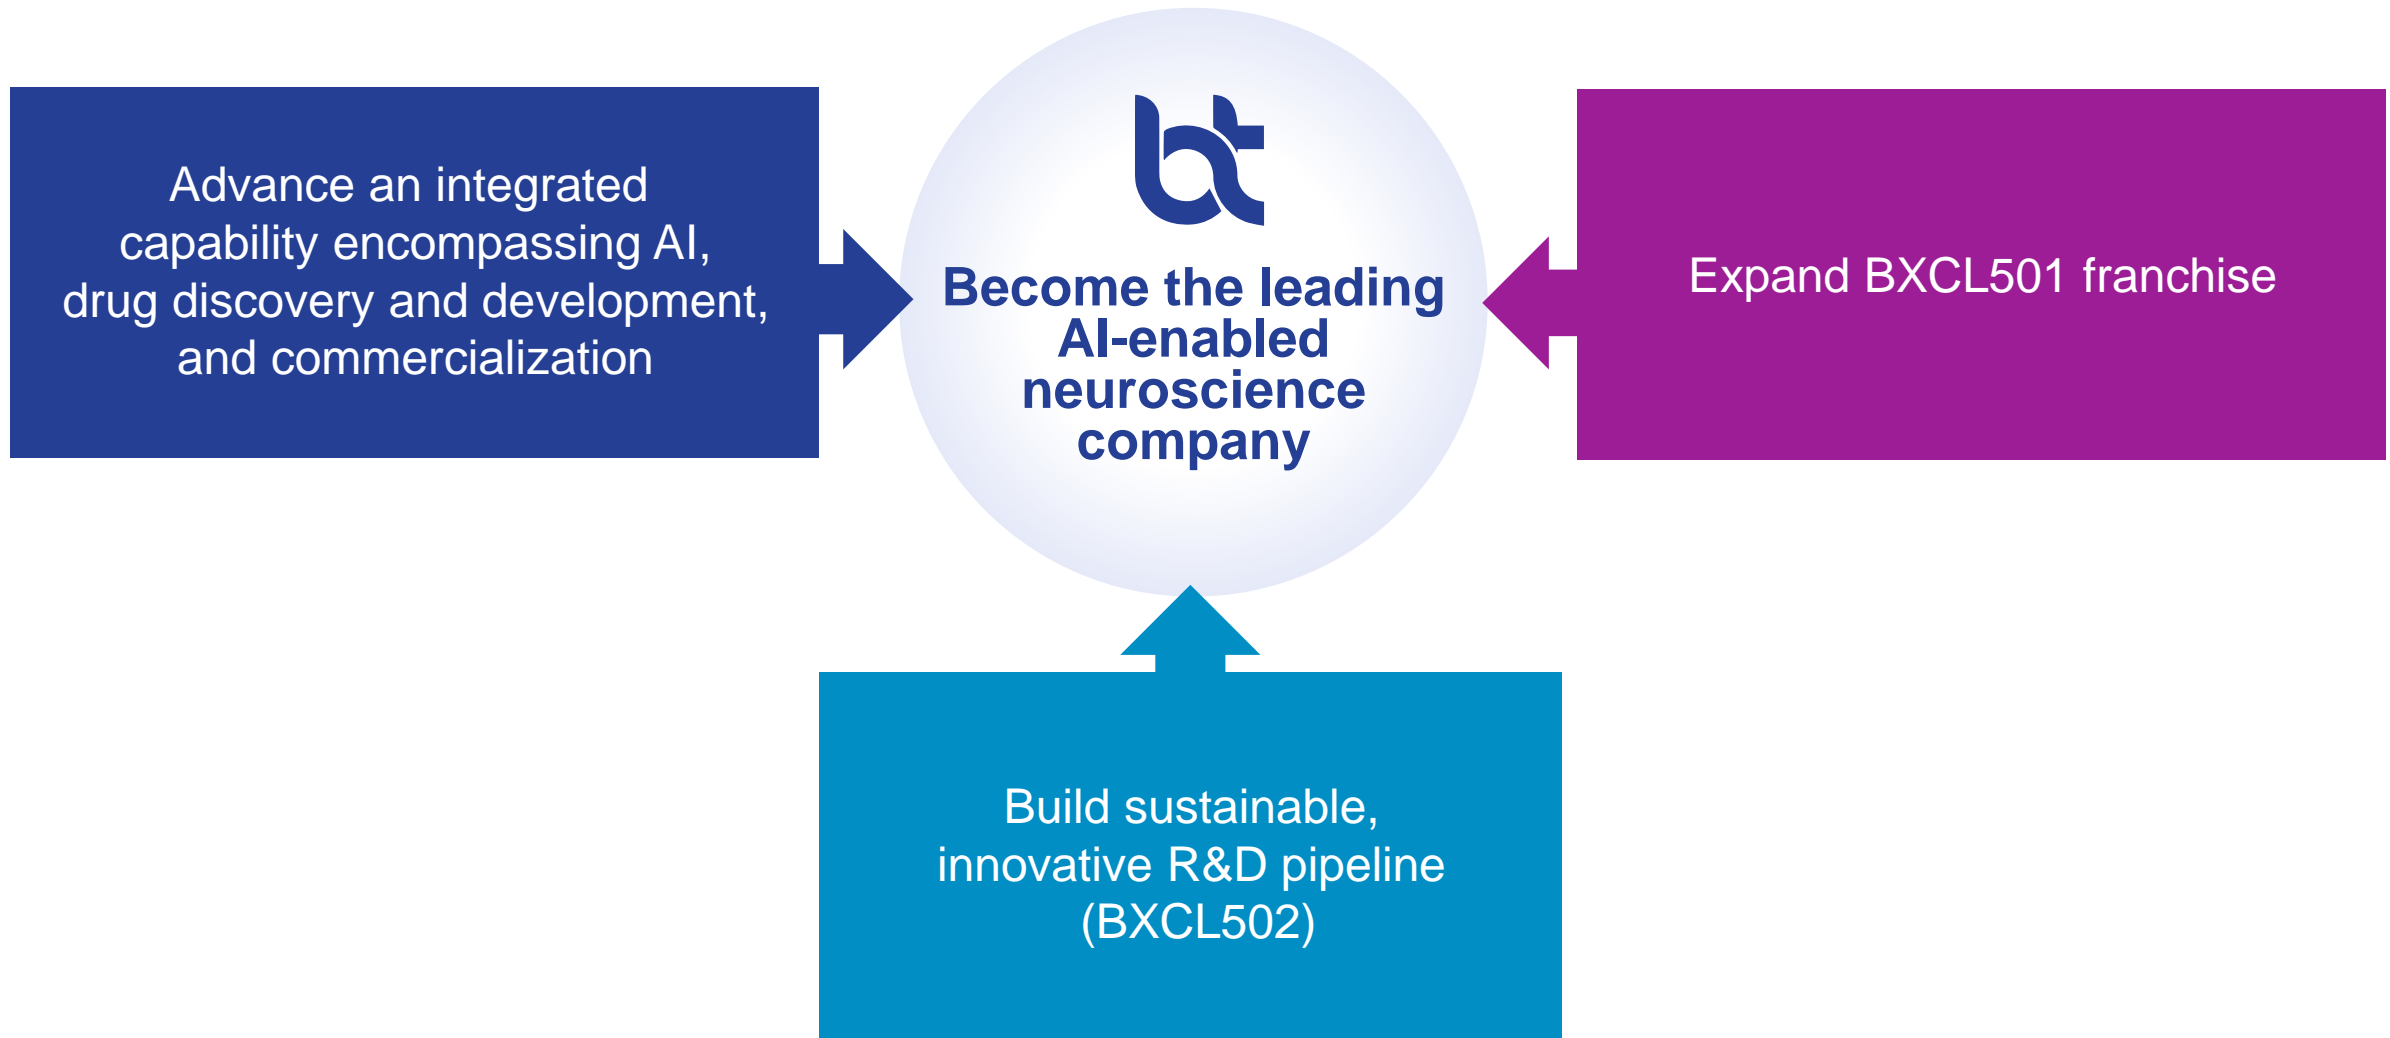 Advance an integrated
capability encompassing AI,
drug discovery and development,
and commercialization
bt
Become the leading
AI-enabled
neuroscience
company
Expand BXCL501 franchise
Build sustainable,
innovative R&D pipeline
(BXCL502)